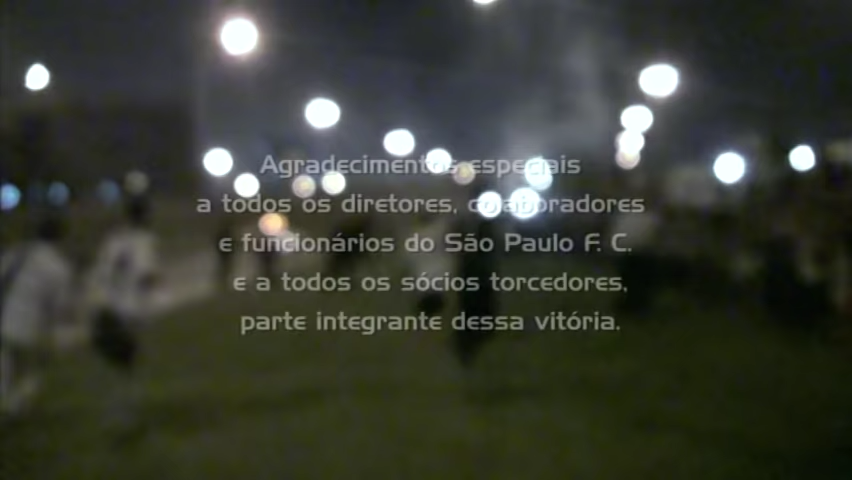 Agradecimentos especiais
a todos os diretores, colaboradores
e funcionários do São Paulo F. C.
e a todos os sócios torcedores,
parte integrante dessa vitória.